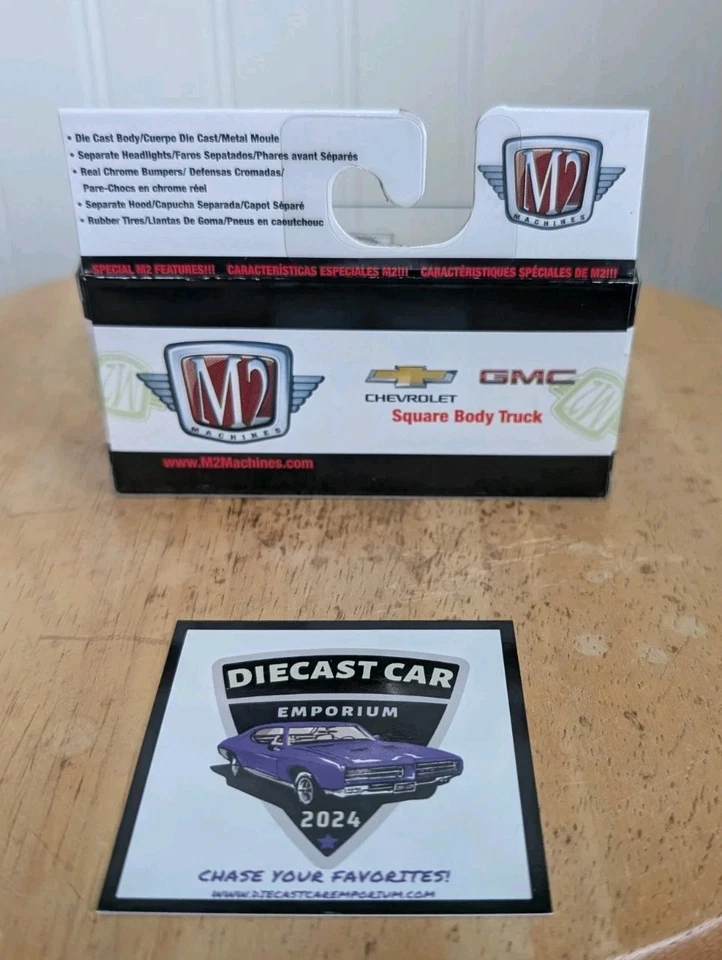 • Die Cast Body/Cuerpo Die Cast/Metal Moule
• Separate Headlights/Faros Sepatados/Phares avant Séparés
• Real Chrome Bumpers/ Defensas Cromadas/
Pare-Chocs en chrome réel
• Separate Hood/Capucha Separada/Capot Séparé
• Rubber Tires/Llantas De Goma/Pneus en caoutchouc
M2
MACHINES
SPECIAL M2 FEATURES!!! CARACTERÍSTICAS ESPECIALES M2!!! CARACTÉRISTIQUES SPÉCIALES DE M2!!!
M2
M2
MACHINES
CHEVROLET
GMC
M2
Square Body Truck
www.M2Machines.com
DIECAST CAR
EMPORIUM
2024
CHASE YOUR FAVORITES!
WWW.DIECASTCAREMPORIUM.COM